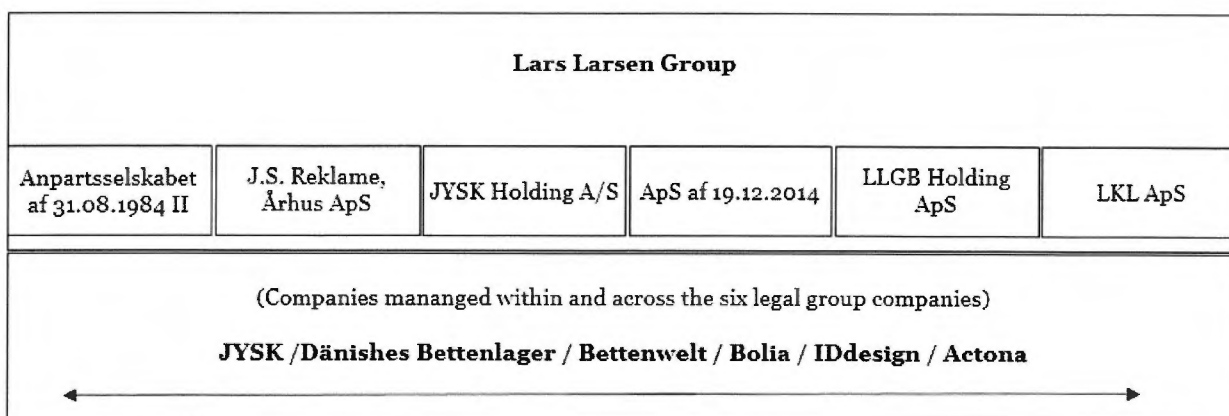 Lars Larsen Group
Anpartsselskabet
af 31.08.1984 II
J.S. Reklame,
Århus ApS
JYSK Holding A/S
ApS af 19.12.2014
LLGB Holding
ApS
LKL ApS
(Companies mananged within and across the six legal group companies)
JYSK /Dänishes Bettenlager / Bettenwelt / Bolia / IDdesign / Actona